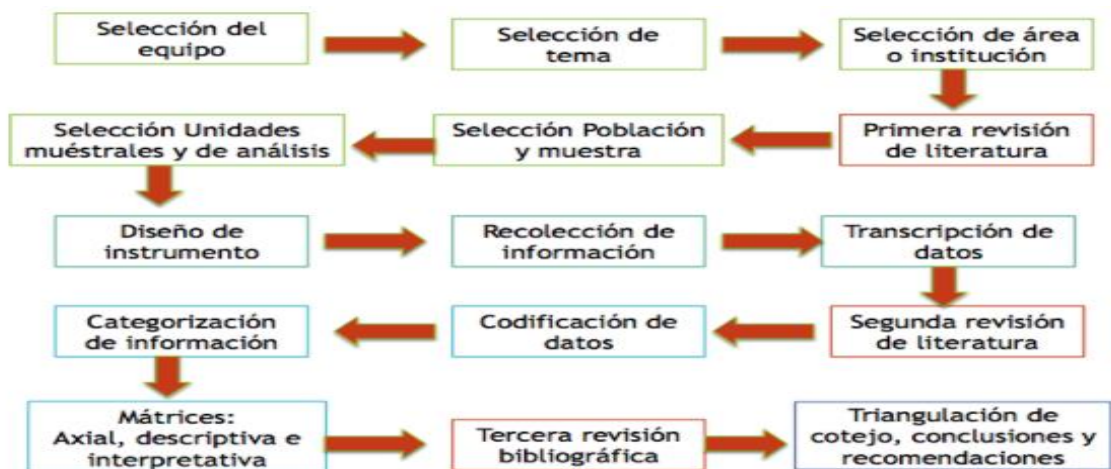 Selección del
equipo
Selección de
tema
Selección de área
o institución
Primera revisión
de literatura
Selección Población
y muestra
Selección Unidades
muéstrales y de análisis
Diseño de
instrumento
Recolección de
información
Transcripción de
datos
Segunda revisión
de literatura
Codificación de
datos
Categorización
de información
Mátrices:
Axial, descriptiva e
interpretativa
Tercera revisión
bibliográfica
Triangulación de
cotejo, conclusiones y
recomendaciones